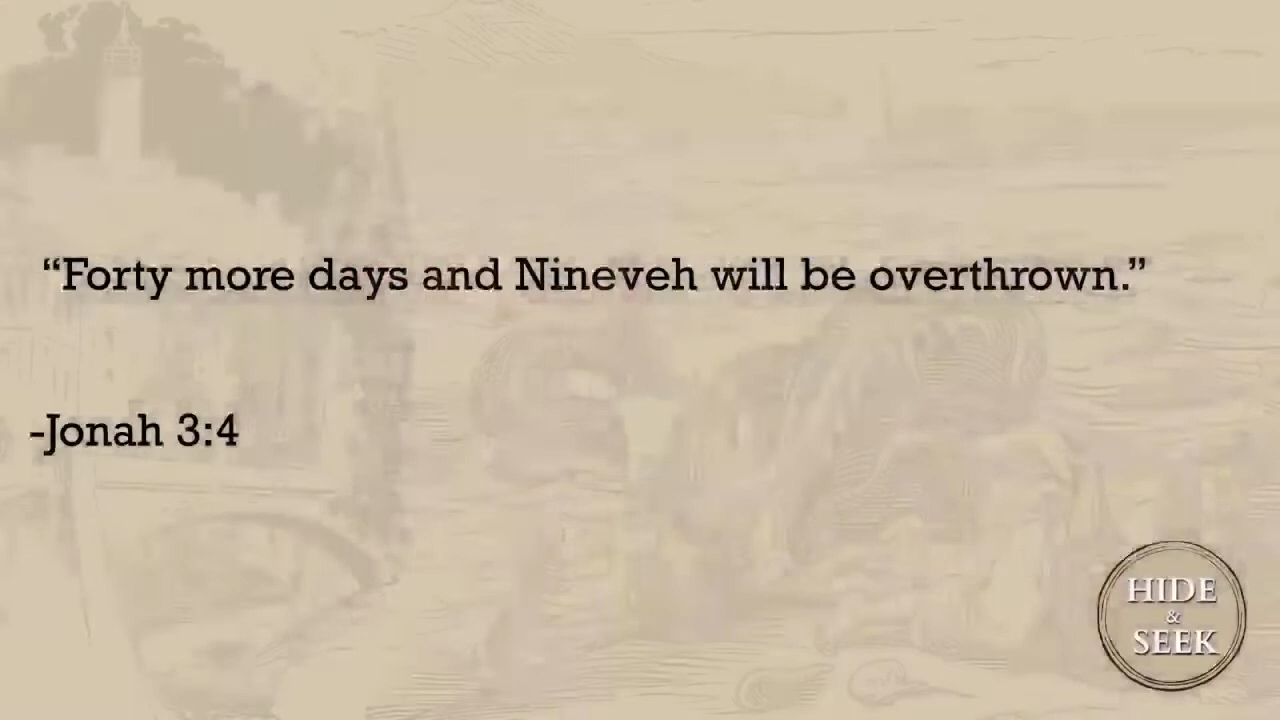 “Forty more days and Nineveh will be overthrown.”
-Jonah 3:4
HIDE
&
SEEK